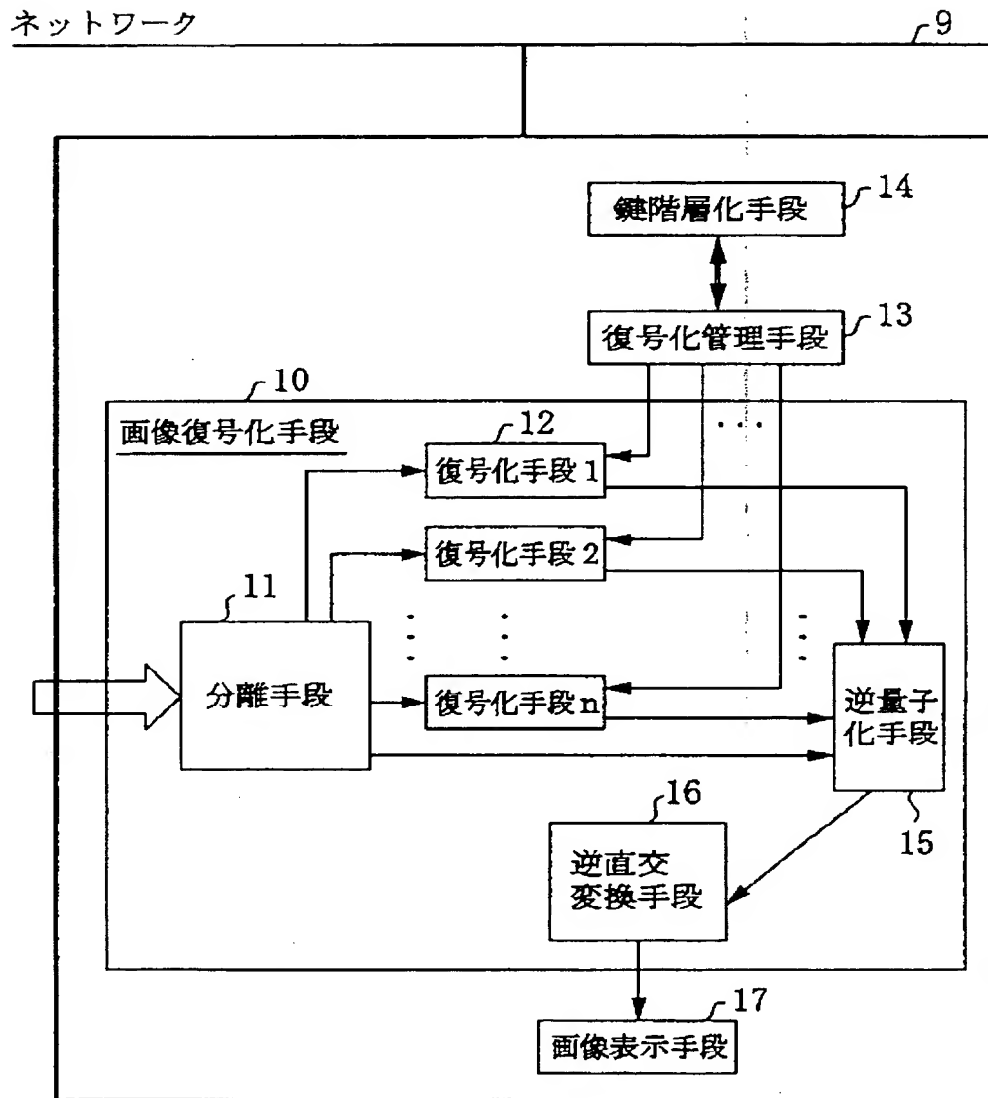 ネットワーク
9
14
鍵階層化手段
13
復号化管理手段
10
画像復号化手段
12
復号化手段1
復号化手段2
11
分離手段
復号化手段n
逆量子
化手段
15
16
逆直交
変換手段
17
画像表示手段